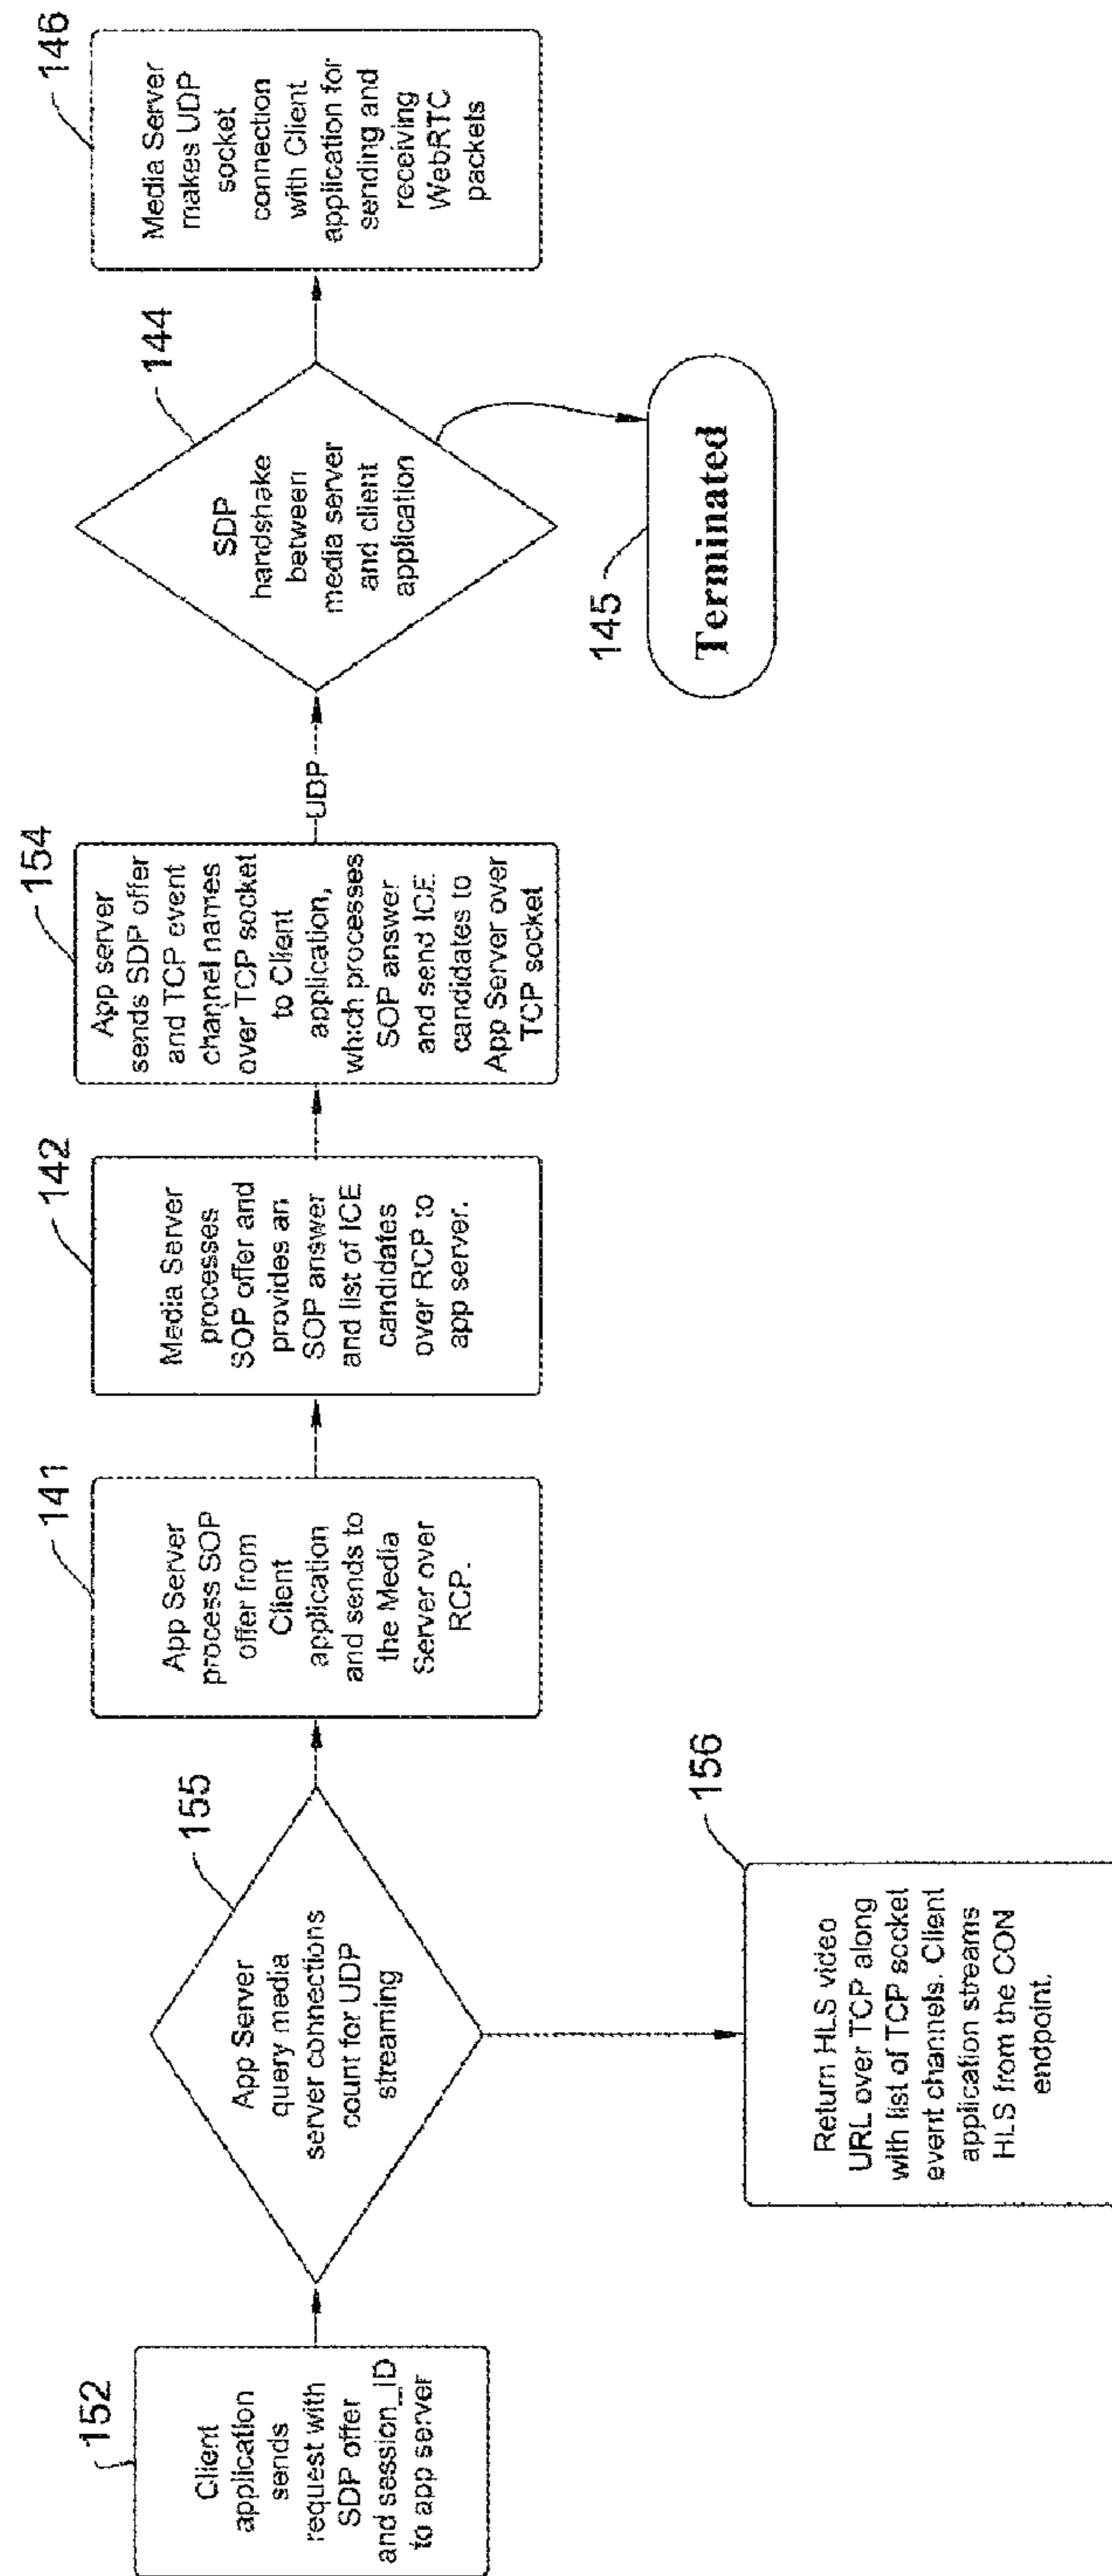 152
Client
application
sends
request with
SDP offer
and session_ID
to app server
155
App Server
query media
server connections
count for UDP
streaming
156
Return HLS video
URL over TCP along
with list of TCP socket
event channels. Client
application streams
HLS from the CON
endpoint.
141
App Server
process SOP
offer from
Client
application
and sends to
the Media
Server over
RCP.
142
Media Server
processes
SOP offer and
provides an
SOP answer
and list of ICE
candidates
over RCP to
app server.
154
App server
sends SDP offer
and TCP event
channel names
over TCP socket
to Client
application,
which processes
SOP answer
and send ICE
candidates to
App Server over
TCP socket
UDP
144
SDP
handshake
between
media server
and client
application
145
Terminated
146
Media Server
makes UDP
socket
connection
with Client
application for
sending and
receiving
WebRTC
packets